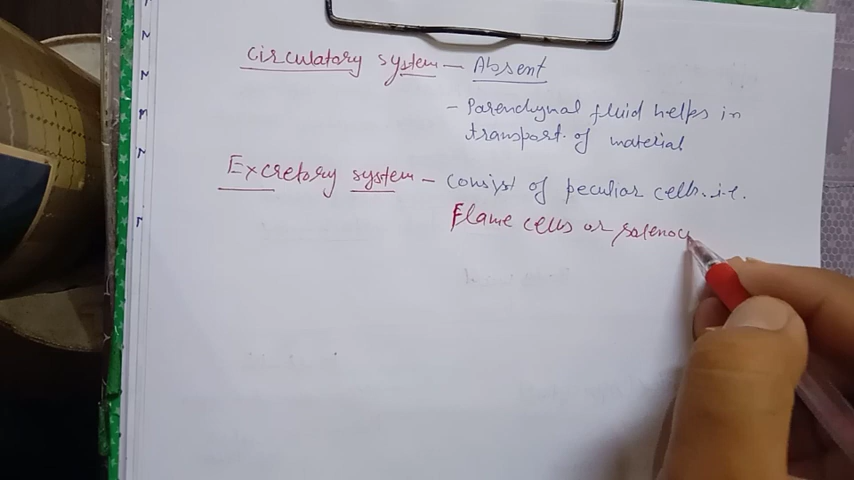 Circulatory system — Absent
- Parenchymal fluid helps in
transport of material
Excretory system - consist of peculiar cells. i.e.
Flame cells or solenocy